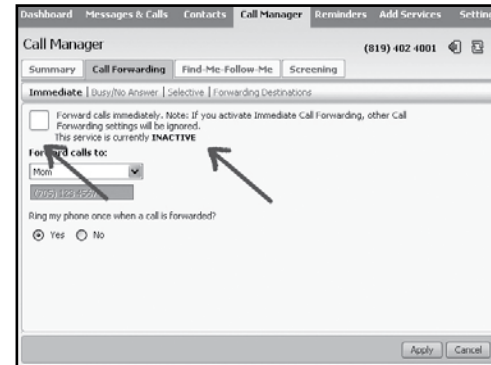 Dashboard Messages & Calls Contacts Call Manager Reminders Add Services Settin
Call Manager
(819) 402-4001
Summary Call Forwarding Find-Me-Follow-Me Screening
Immediate | Busy/No Answer | Selective | Forwarding Destinations
Forward calls immediately. Note: If you activate Immediate Call Forwarding, other Call
Forwarding settings will be ignored.
This service is currently INACTIVE
Forward calls to:
Mom
Ring my phone once when a call is forwarded?
Yes No
Apply Cancel